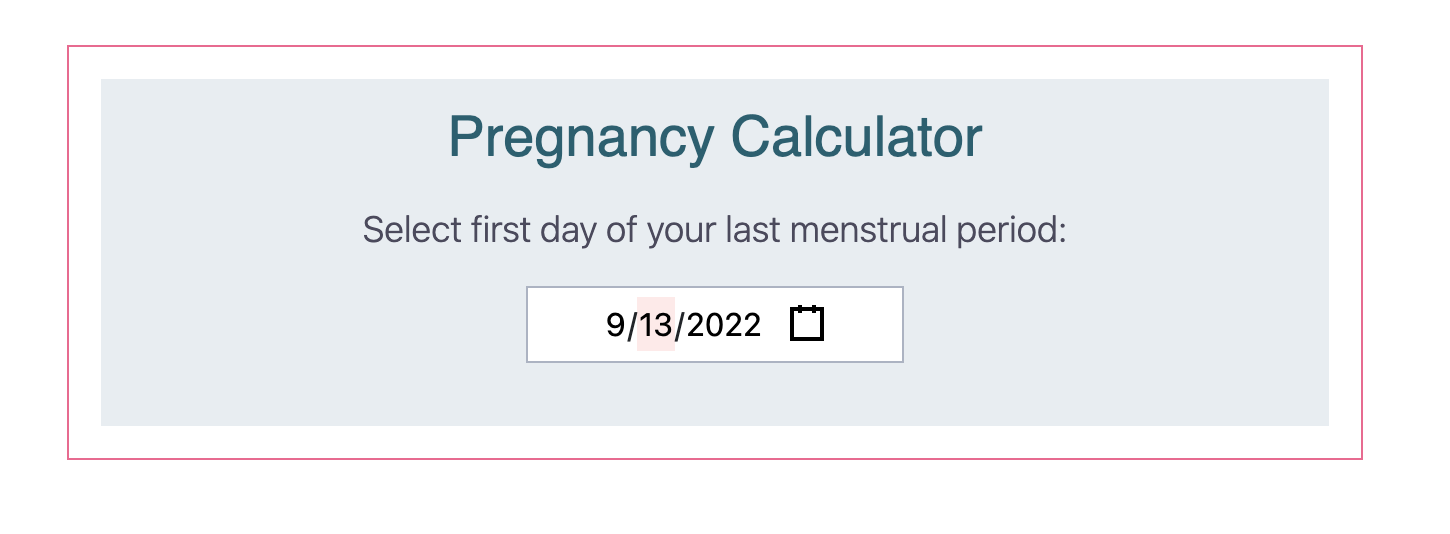 Pregnancy Calculator
Select first day of your last menstrual period:
9/13/2022